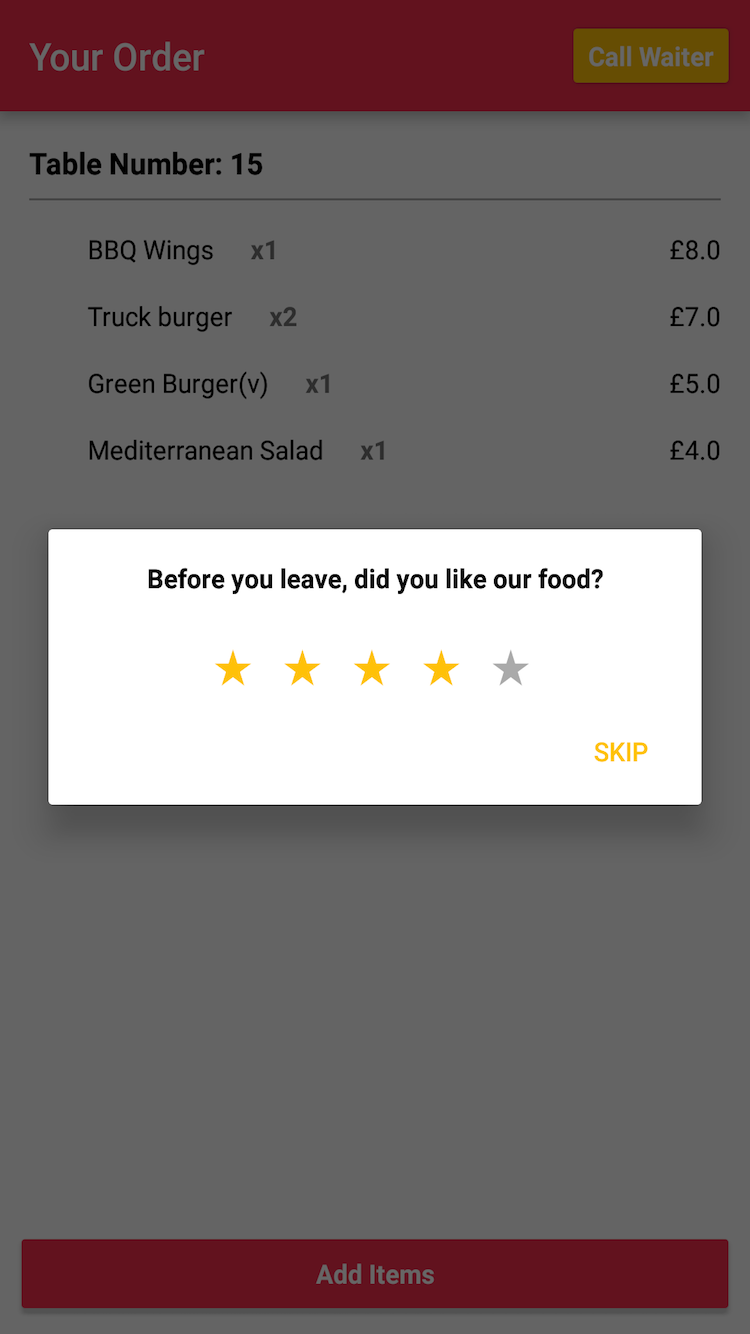 Your Order Call Waiter
Table Number: 15
BBQ Wings x1 £8.0
Truck burger x2 £7.0
Green Burger(v) x1 £5.0
Mediterranean Salad x1 £4.0
Before you leave, did you like our food?
SKIP
Add Items